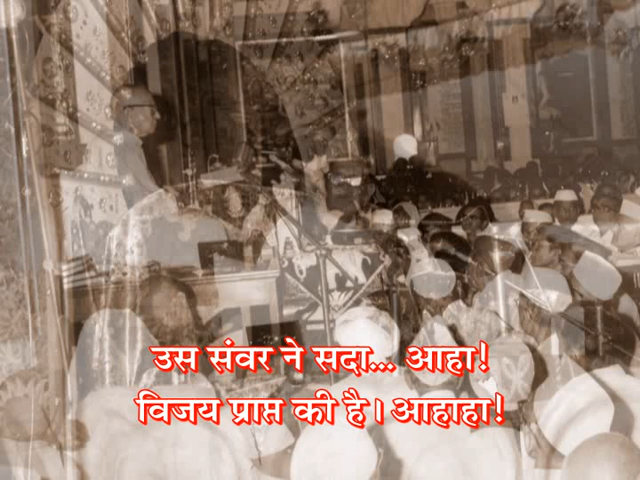 उस संवर ने सदा... आहा!
विजय प्राप्त की है। आहाहा!